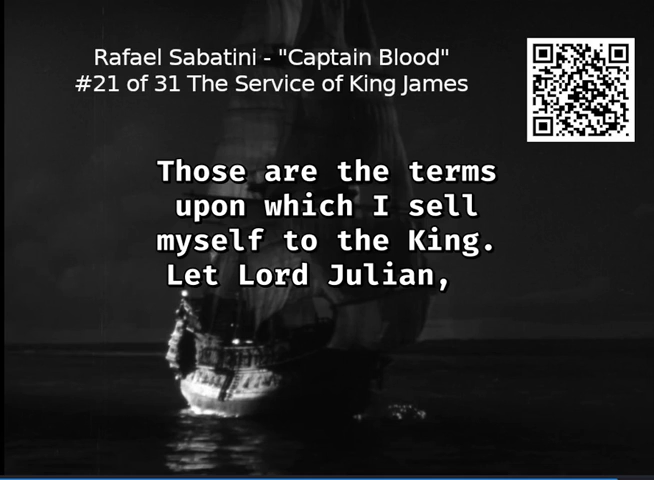 Rafael Sabatini - "Captain Blood"
#21 of 31 The Service of King James
Those are the terms
upon which I sell
myself to the King.
Let Lord Julian,